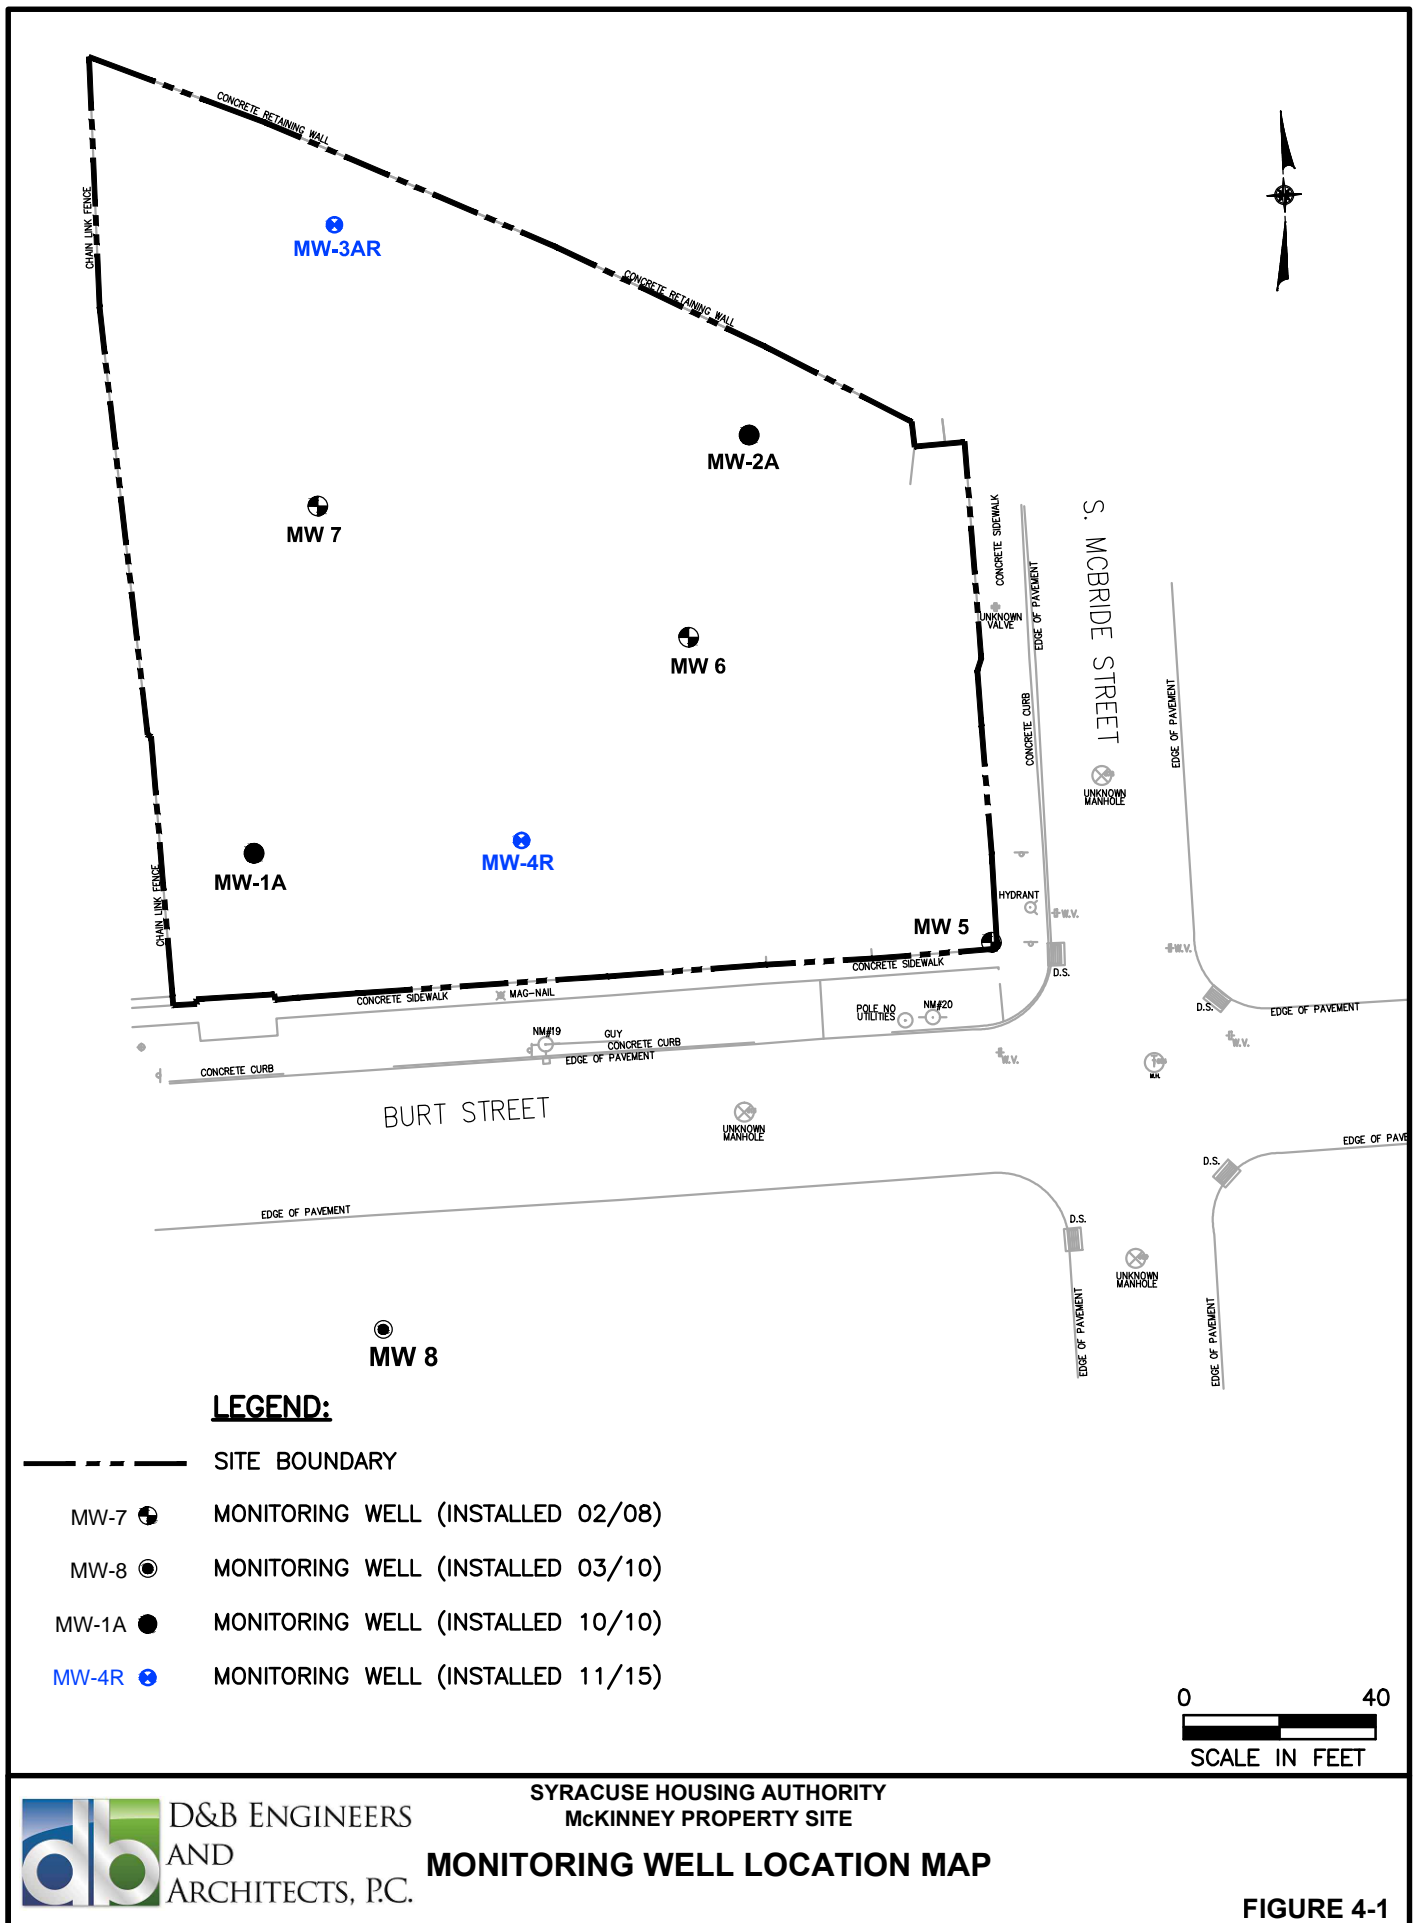 CONCRETE RETAINING WALL
CHAIN LINK FENCE
MW-3AR
CONCRETE RETAINING WALL
MW-2A
MW 7
CONCRETE SIDEWALK
S. MCBRIDE STREET
EDGE OF PAVEMENT
UNKNOWN
VALVE
MW 6
CONCRETE CURB
EDGE OF PAVEMENT
UNKNOWN
MANHOLE
MW-4R
MW-1A
CHAIN LINK FENCE
HYDRANT
W.V.
MW 5
W.V.
CONCRETE SIDEWALK
D.S.
MAG-NAIL
CONCRETE SIDEWALK
POLE NO
UTILITIES
NM#20
D.S.
EDGE OF PAVEMENT
NM#19
GUY
CONCRETE CURB
EDGE OF PAVEMENT
W.V.
W.V.
M.H.
CONCRETE CURB
BURT STREET
UNKNOWN
MANHOLE
EDGE OF PAVE
D.S.
EDGE OF PAVEMENT
D.S.
UNKNOWN
MANHOLE
EDGE OF PAVEMENT
EDGE OF PAVEMENT
MW 8
LEGEND:
SITE BOUNDARY
MW-7 MONITORING WELL (INSTALLED 02/08)
MW-8 MONITORING WELL (INSTALLED 03/10)
MW-1A MONITORING WELL (INSTALLED 10/10)
MW-4R MONITORING WELL (INSTALLED 11/15)
0 40
SCALE IN FEET
db
D&B ENGINEERS
AND
ARCHITECTS, P.C.
SYRACUSE HOUSING AUTHORITY
McKINNEY PROPERTY SITE
MONITORING WELL LOCATION MAP
FIGURE 4-1